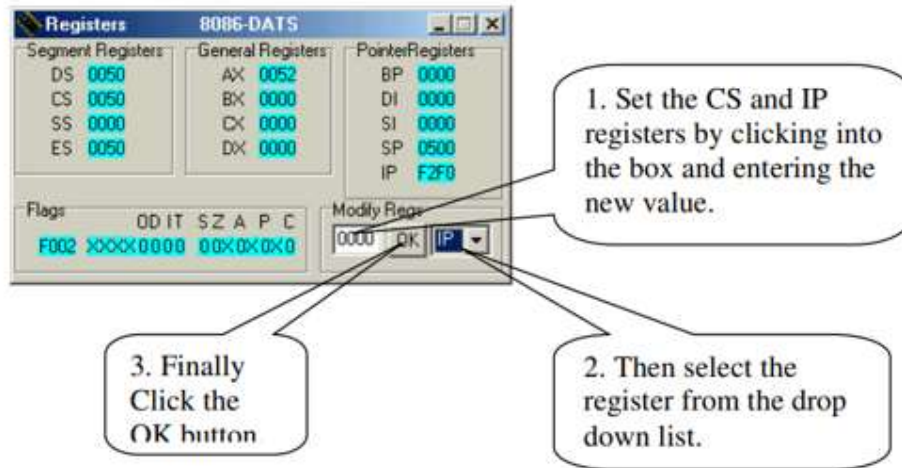 Registers 8086-DATS
Segment Registers
DS 0050
CS 0050
SS 0000
ES 0050
General Registers
AX 0052
BX 0000
CX 0000
DX 0000
PointerRegisters
BP 0000
DI 0000
SI 0000
SP 0500
IP F2F0
Flags
OD IT S Z A P C
F002 XXXX0000 00X0X0X0
Modify Regs
0000 OK IP
1. Set the CS and IP
registers by clicking into
the box and entering the
new value.
3. Finally
Click the
OK button
2. Then select the
register from the drop
down list.